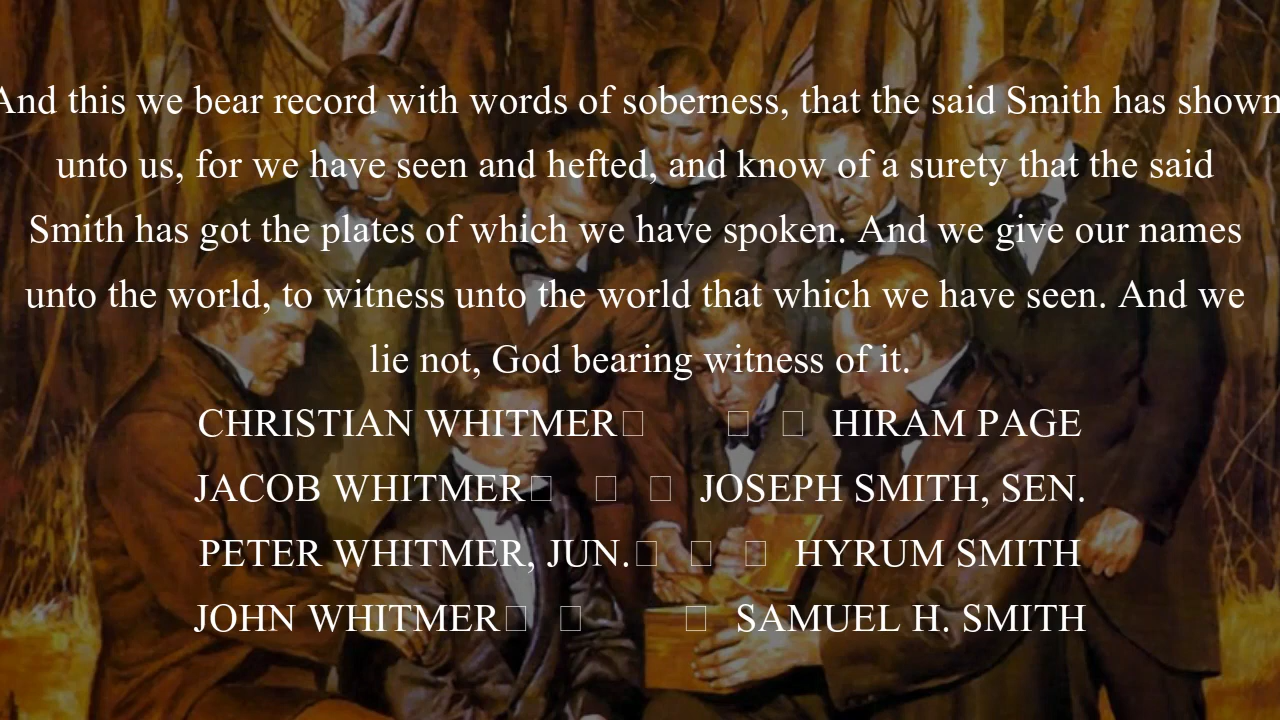 And this we bear record with words of soberness, that the said Smith has shown
unto us, for we have seen and hefted, and know of a surety that the said
Smith has got the plates of which we have spoken. And we give our names
unto the world, to witness unto the world that which we have seen. And we
lie not, God bearing witness of it.
CHRISTIAN WHITMER□ □ □ HIRAM PAGE
JACOB WHITMER□ □ □ JOSEPH SMITH, SEN.
PETER WHITMER, JUN.□ □ □ HYRUM SMITH
JOHN WHITMER□ □ □ SAMUEL H. SMITH